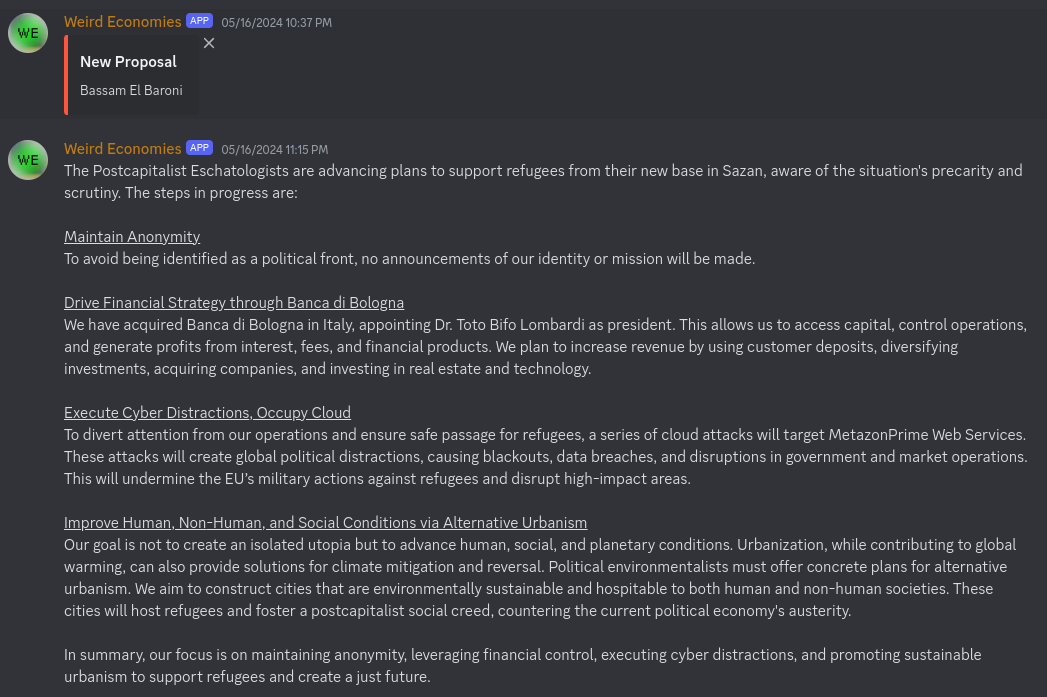 WE
Weird Economies APP 05/16/2024 10:37 PM
New Proposal
Bassam El Baroni
WE
Weird Economies APP 05/16/2024 11:15 PM
The Postcapitalist Eschatologists are advancing plans to support refugees from their new base in Sazan, aware of the situation's precarity and
scrutiny. The steps in progress are:
Maintain Anonymity
To avoid being identified as a political front, no announcements of our identity or mission will be made.
Drive Financial Strategy through Banca di Bologna
We have acquired Banca di Bologna in Italy, appointing Dr. Toto Bifo Lombardi as president. This allows us to access capital, control operations,
and generate profits from interest, fees, and financial products. We plan to increase revenue by using customer deposits, diversifying
investments, acquiring companies, and investing in real estate and technology.
Execute Cyber Distractions, Occupy Cloud
To divert attention from our operations and ensure safe passage for refugees, a series of cloud attacks will target MetazonPrime Web Services.
These attacks will create global political distractions, causing blackouts, data breaches, and disruptions in government and market operations.
This will undermine the EU's military actions against refugees and disrupt high-impact areas.
Improve Human, Non-Human, and Social Conditions via Alternative Urbanism
Our goal is not to create an isolated utopia but to advance human, social, and planetary conditions. Urbanization, while contributing to global
warming, can also provide solutions for climate mitigation and reversal. Political environmentalists must offer concrete plans for alternative
urbanism. We aim to construct cities that are environmentally sustainable and hospitable to both human and non-human societies. These
cities will host refugees and foster a postcapitalist social creed, countering the current political economy's austerity.
In summary, our focus is on maintaining anonymity, leveraging financial control, executing cyber distractions, and promoting sustainable
urbanism to support refugees and create a just future.